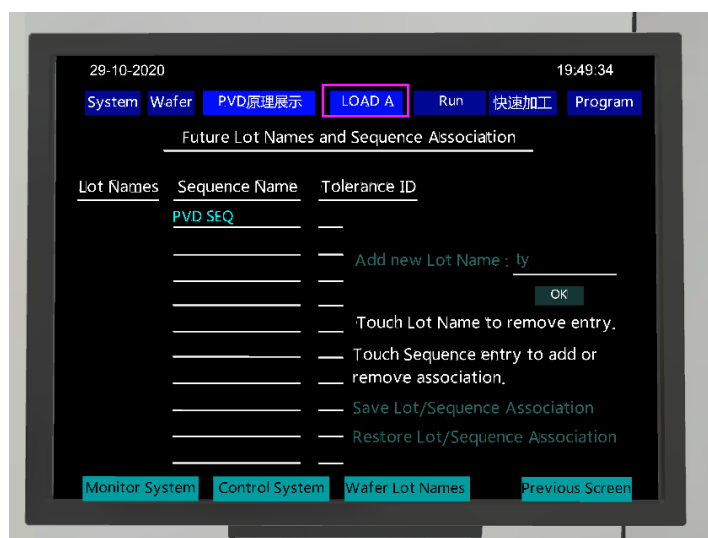 29-10-2020 19:49:34
System Wafer PVD原理展示 LOAD A Run 快速加工 Program
Future Lot Names and Sequence Association
Lot Names Sequence Name Tolerance ID
PVD SEQ
Add new Lot Name : ty
OK
Touch Lot Name to remove entry.
Touch Sequence entry to add or
remove association.
Save Lot/Sequence Association
Restore Lot/Sequence Association
Monitor System Control System Wafer Lot Names Previous Screen